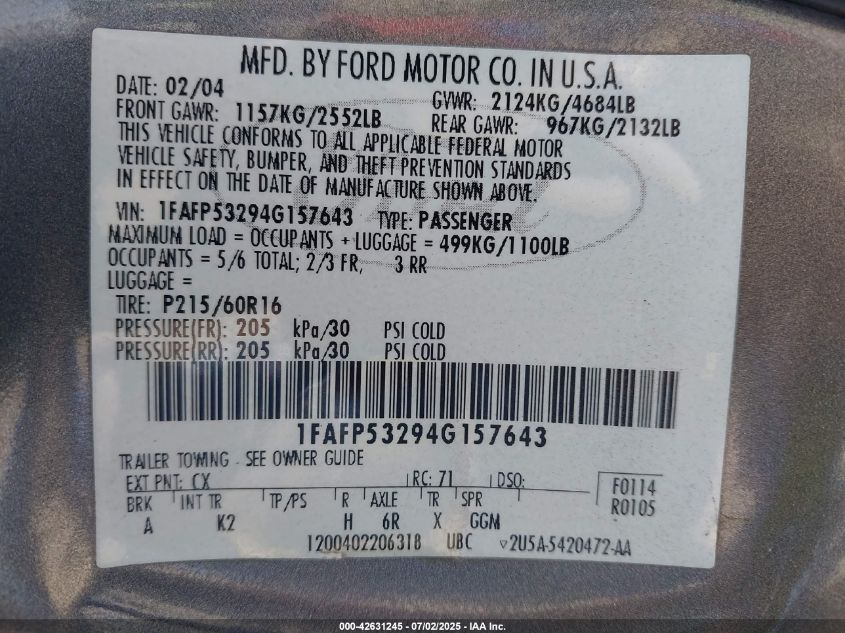 MFD. BY FORD MOTOR CO. IN U.S.A.
DATE: 02/04 GVWR: 2124KG/4684LB
FRONT GAWR: 1157KG/2552LB REAR GAWR: 967KG/2132LB
THIS VEHICLE CONFORMS TO ALL APPLICABLE FEDERAL MOTOR
VEHICLE SAFETY, BUMPER, AND THEFT PREVENTION STANDARDS
IN EFFECT ON THE DATE OF MANUFACTURE SHOWN ABOVE.
VIN: 1FAFP53294G157643 TYPE: PASSENGER
MAXIMUM LOAD = OCCUPANTS + LUGGAGE = 499KG/1100LB
OCCUPANTS = 5/6 TOTAL; 2/3 FR, 3 RR
LUGGAGE =
TIRE: P215/60R16
PRESSURE(FR): 205 kPa/30 PSI COLD
PRESSURE(RR): 205 kPa/30 PSI COLD
1FAFP53294G157643
TRAILER TOWING - SEE OWNER GUIDE
EXT PNT: CX RC: 71 DSO:
BRK INT TR TP/PS R AXLE TR SPR
A K2 H 6R X GGM
F0114
R0105
1200402206318 UBC 2U5A-5420472-AA
000-42631245 - 07/02/2025 - IAA Inc.